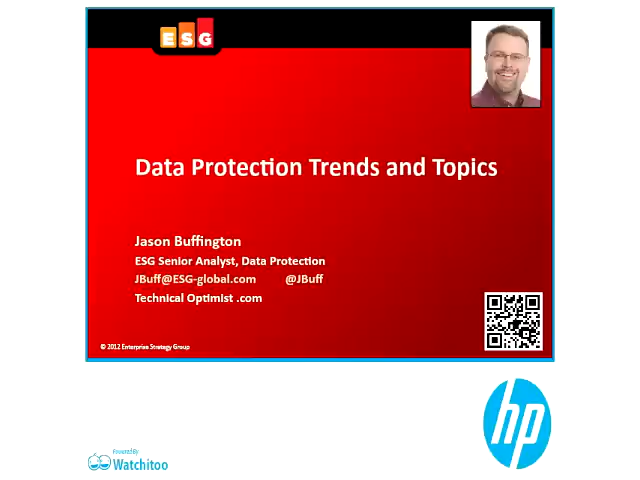 ESG
Data Protection Trends and Topics
Jason Buffington
ESG Senior Analyst, Data Protection
JBuff@ESG-global.com @JBuff
Technical Optimist .com
© 2012 Enterprise Strategy Group
hp
Powered By
Watchitoo